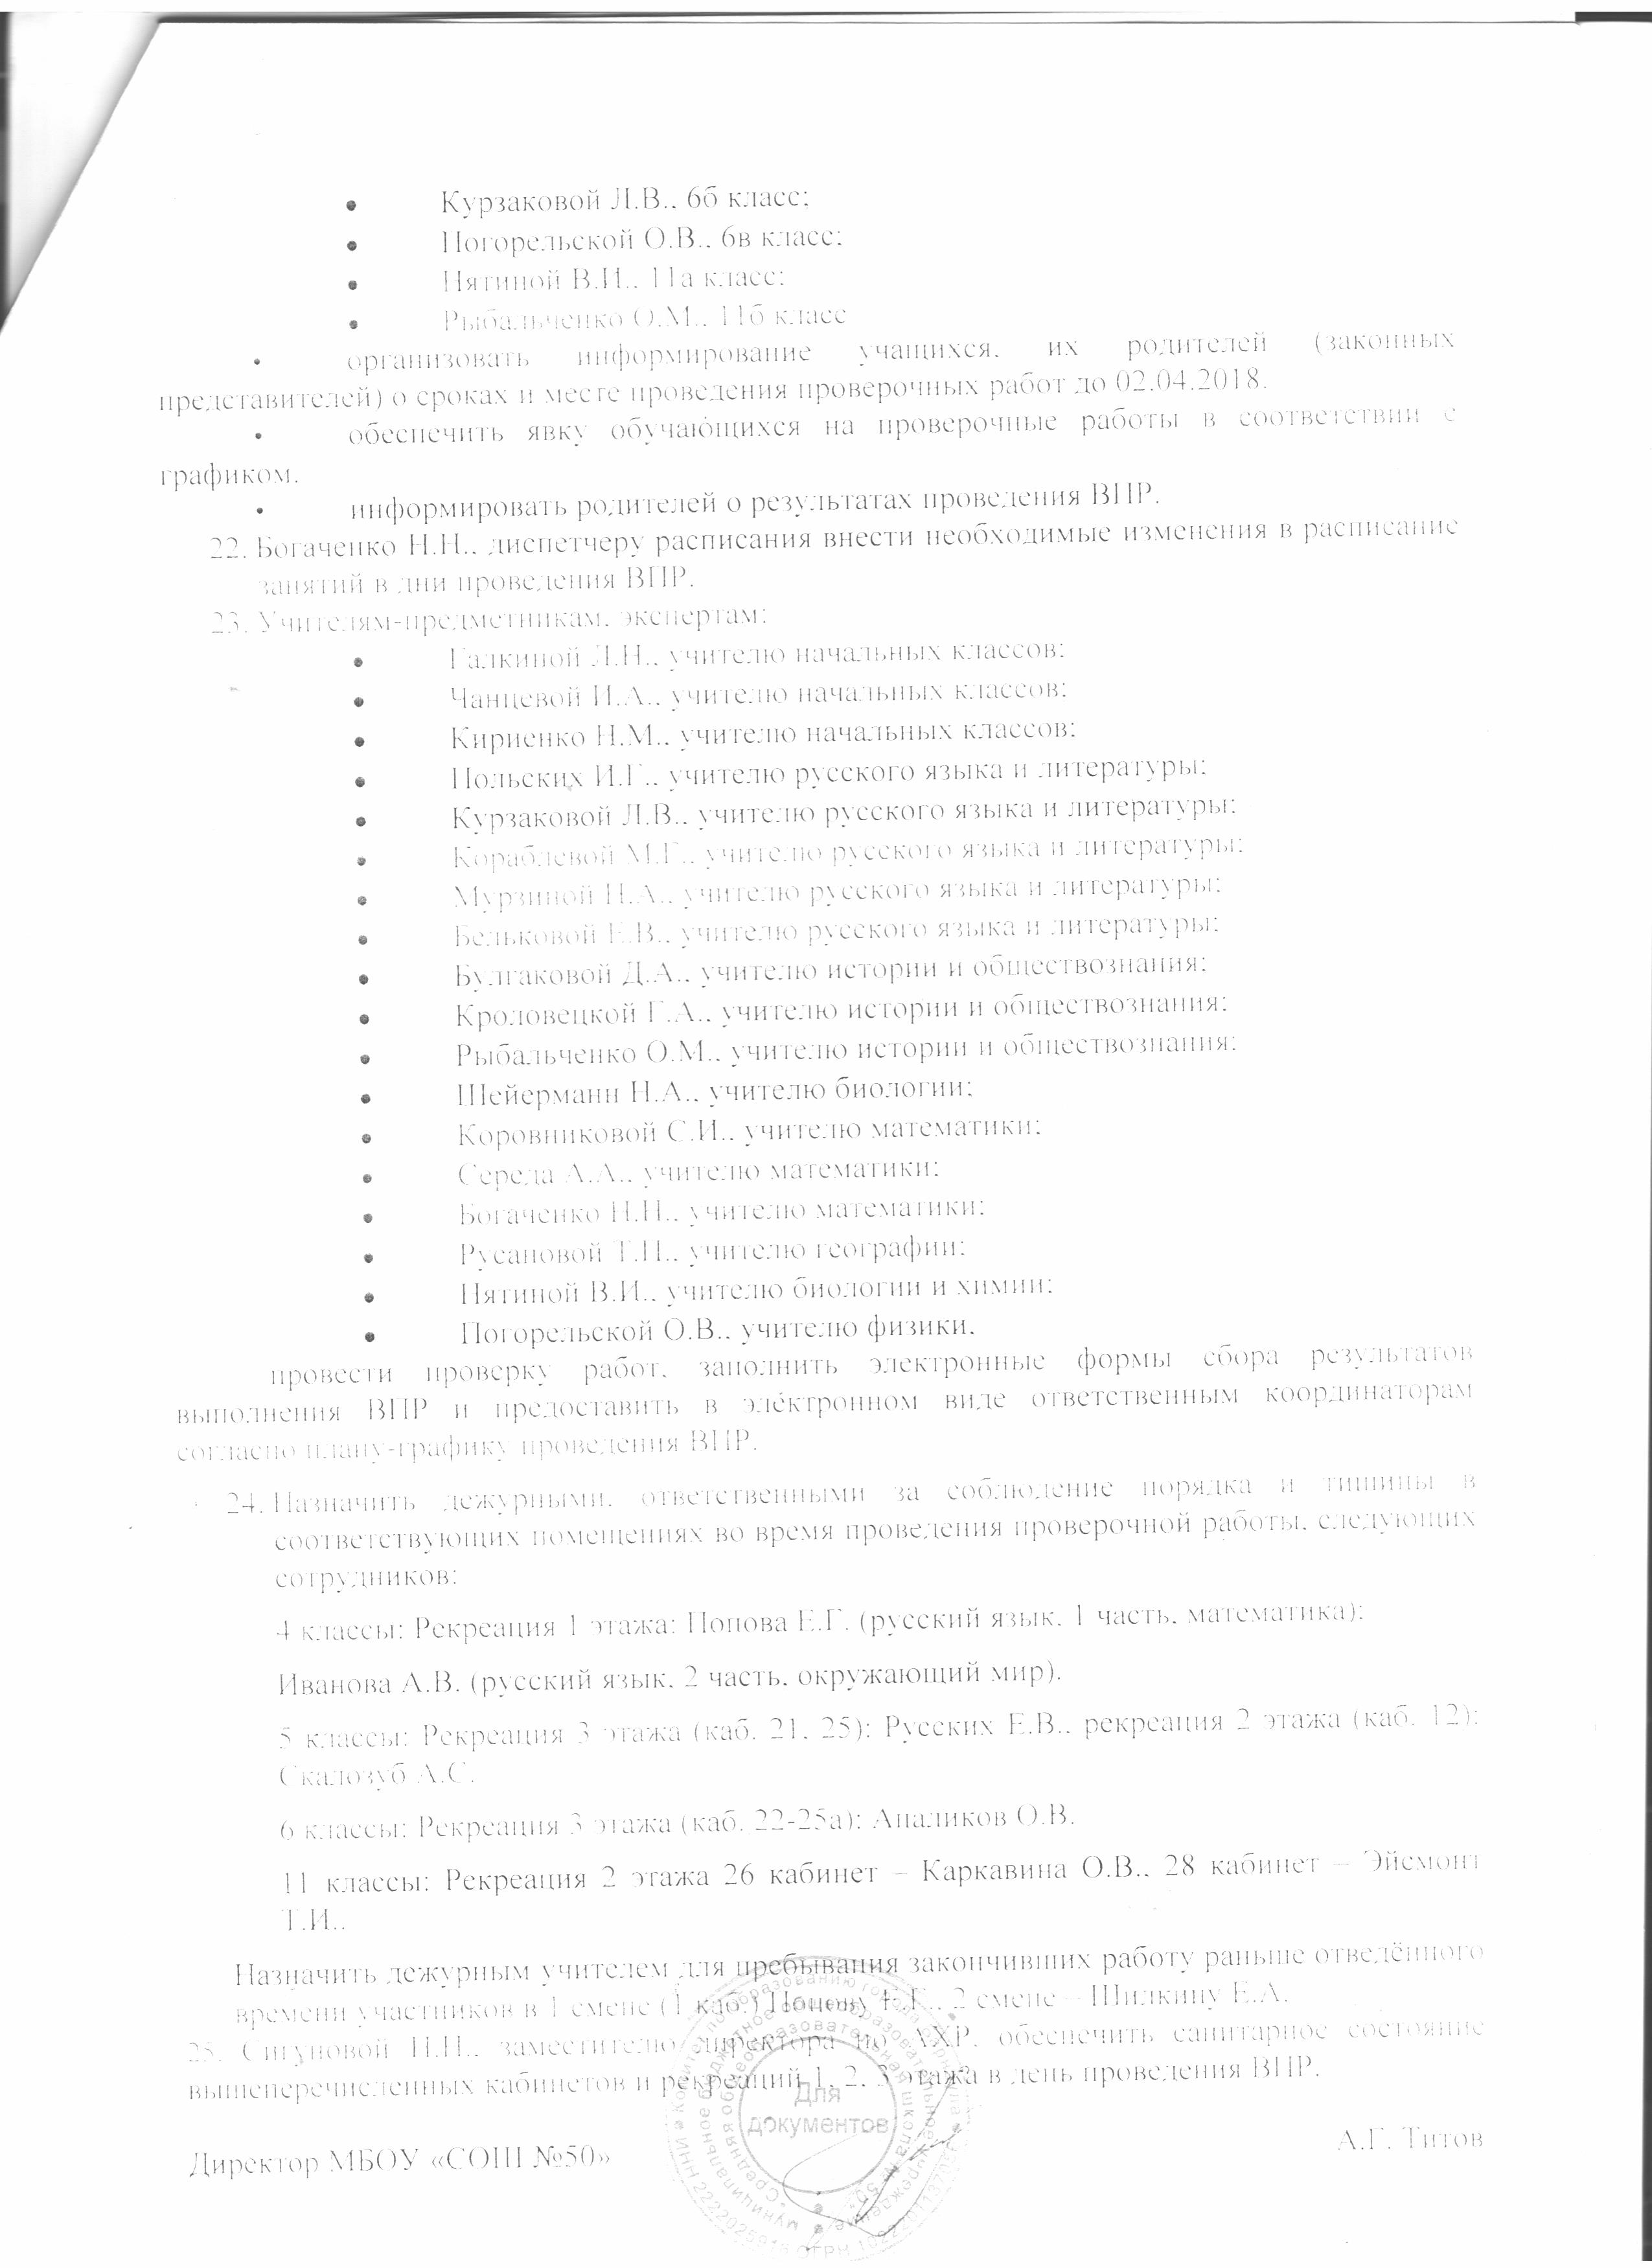 • Курзаковой Л.В., 6б класс;
• Погорельской О.В., 6в класс;
• Нягиной В.И., 11а класс;
• Рыбальченко О.М., 11б класс
• организовать информирование учащихся, их родителей (законных
представителей) о сроках и месте проведения проверочных работ до 02.04.2018.
• обеспечить явку обучающихся на проверочные работы в соответствии с
графиком.
• информировать родителей о результатах проведения ВПР.
22. Богаченко Н.Н., диспетчеру расписания внести необходимые изменения в расписание
занятий в дни проведения ВПР.
23. Учителям-предметникам, экспертам:
• Галкиной Л.Н., учителю начальных классов;
• Чанцевой И.А., учителю начальных классов;
• Кириенко Н.М., учителю начальных классов;
• Польских И.Г., учителю русского языка и литературы;
• Курзаковой Л.В., учителю русского языка и литературы;
• Кораблевой М.Г., учителю русского языка и литературы;
• Мурзиной Н.А., учителю русского языка и литературы;
• Бельковой Е.В., учителю русского языка и литературы;
• Булгаковой Д.А., учителю истории и обществознания;
• Кроловецкой Г.А., учителю истории и обществознания;
• Рыбальченко О.М., учителю истории и обществознания;
• Шейерманн Н.А., учителю биологии;
• Коровниковой С.И., учителю математики;
• Середа А.А., учителю математики;
• Богаченко Н.Н., учителю математики;
• Русановой Т.Н., учителю географии;
• Нягиной В.И., учителю биологии и химии;
• Погорельской О.В., учителю физики,
провести проверку работ, заполнить электронные формы сбора результатов
выполнения ВПР и предоставить в электронном виде ответственным координаторам
согласно плану-графику проведения ВПР.
24. Назначить дежурными, ответственными за соблюдение порядка и тишины в
соответствующих помещениях во время проведения проверочной работы, следующих
сотрудников:
4 классы: Рекреация 1 этажа: Попова Е.Г. (русский язык, 1 часть, математика);
Иванова А.В. (русский язык, 2 часть, окружающий мир).
5 классы: Рекреация 3 этажа (каб. 21, 25): Русских Е.В., рекреация 2 этажа (каб. 12):
Скалозуб А.С.
6 классы: Рекреация 3 этажа (каб. 22-25а): Апаликов О.В.
11 классы: Рекреация 2 этажа 26 кабинет – Каркавина О.В., 28 кабинет – Эйсмонт
Т.И..
Назначить дежурным учителем для пребывания закончивших работу раньше отведённого
времени участников в 1 смене (1 каб.) Попову Е.Г., 2 смене – Шилкину Е.А.
25. Сигуновой Н.Н., заместителю директора по АХР, обеспечить санитарное состояние
вышеперечисленных кабинетов и рекреаций 1, 2, 3 этажа в день проведения ВПР.
Директор МБОУ «СОШ №50» А.Г. Титов
Для
документов